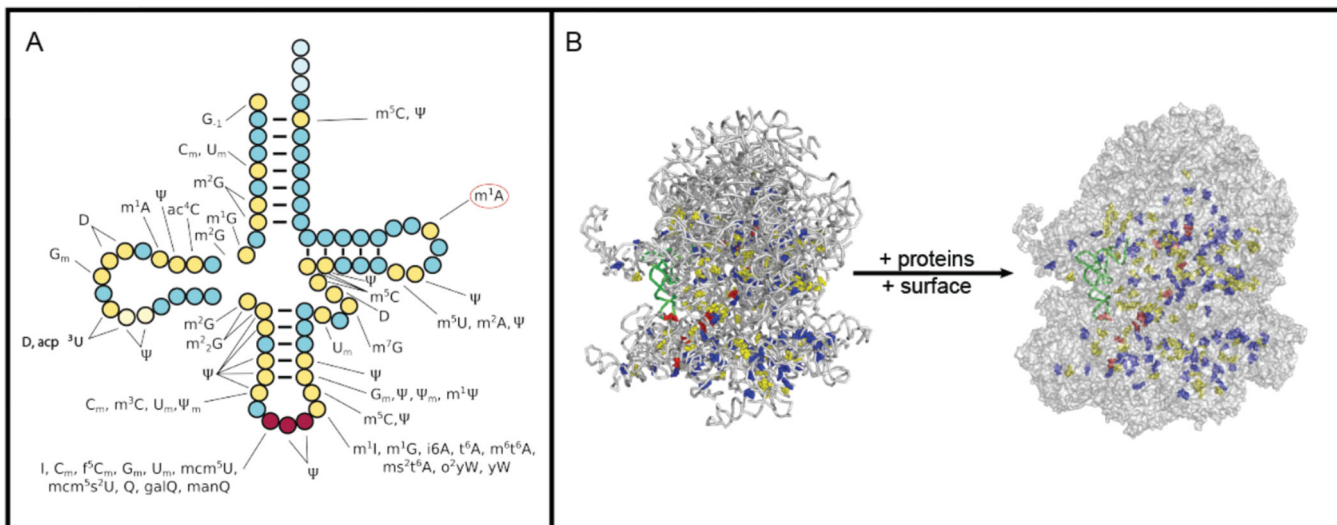 A
B
G₋₁
m⁵C, Ψ
Cₘ, Uₘ
m²G
m¹A
Ψ
ac⁴C
m¹G
m²G
D
m¹A
Gₘ
Ψ
m⁵C
Ψ
D
m⁵U, m²A, Ψ
D, acp ³U
Ψ
m²G
m²₂G
Uₘ
m⁷G
Ψ
Ψ
Gₘ, Ψ, Ψₘ, m¹Ψ
Cₘ, m³C, Uₘ, Ψₘ
m⁵C, Ψ
Ψ
m¹I, m¹G, i6A, t⁶A, m⁶t⁶A,
ms²t⁶A, o²yW, yW
I, Cₘ, f⁵Cₘ, Gₘ, Uₘ, mcm⁵U,
mcm⁵s²U, Q, galQ, manQ
+ proteins
+ surface